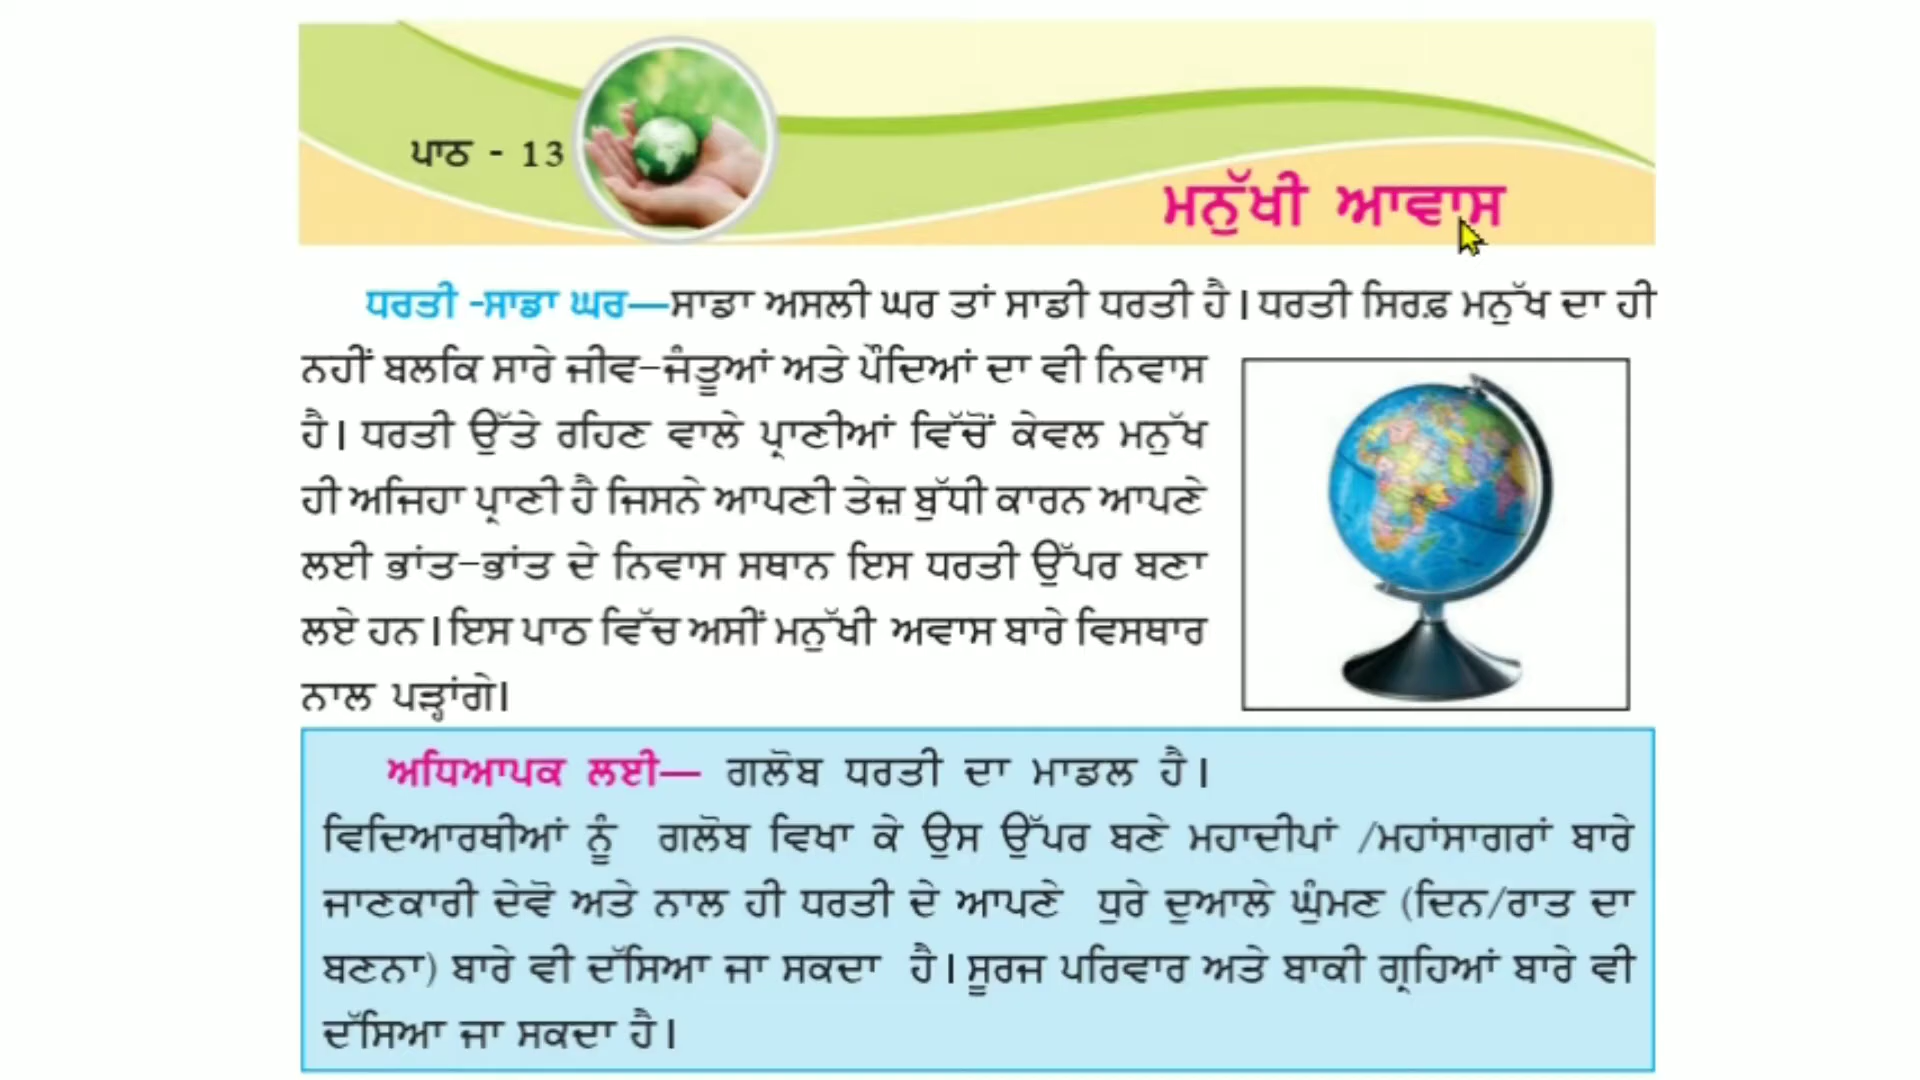 ਪਾਠ - 13
ਮਨੁੱਖੀ ਆਵਾਸ
ਧਰਤੀ -ਸਾਡਾ ਘਰ—ਸਾਡਾ ਅਸਲੀ ਘਰ ਤਾਂ ਸਾਡੀ ਧਰਤੀ ਹੈ। ਧਰਤੀ ਸਿਰਫ਼ ਮਨੁੱਖ ਦਾ ਹੀ
ਨਹੀਂ ਬਲਕਿ ਸਾਰੇ ਜੀਵ-ਜੰਤੂਆਂ ਅਤੇ ਪੌਦਿਆਂ ਦਾ ਵੀ ਨਿਵਾਸ
ਹੈ। ਧਰਤੀ ਉੱਤੇ ਰਹਿਣ ਵਾਲੇ ਪ੍ਰਾਣੀਆਂ ਵਿੱਚੋਂ ਕੇਵਲ ਮਨੁੱਖ
ਹੀ ਅਜਿਹਾ ਪ੍ਰਾਣੀ ਹੈ ਜਿਸਨੇ ਆਪਣੀ ਤੇਜ਼ ਬੁੱਧੀ ਕਾਰਨ ਆਪਣੇ
ਲਈ ਭਾਂਤ-ਭਾਂਤ ਦੇ ਨਿਵਾਸ ਸਥਾਨ ਇਸ ਧਰਤੀ ਉੱਪਰ ਬਣਾ
ਲਏ ਹਨ। ਇਸ ਪਾਠ ਵਿੱਚ ਅਸੀਂ ਮਨੁੱਖੀ ਅਵਾਸ ਬਾਰੇ ਵਿਸਥਾਰ
ਨਾਲ ਪੜ੍ਹਾਂਗੇ।
ਅਧਿਆਪਕ ਲਈ— ਗਲੋਬ ਧਰਤੀ ਦਾ ਮਾਡਲ ਹੈ।
ਵਿਦਿਆਰਥੀਆਂ ਨੂੰ ਗਲੋਬ ਵਿਖਾ ਕੇ ਉਸ ਉੱਪਰ ਬਣੇ ਮਹਾਦੀਪਾਂ /ਮਹਾਂਸਾਗਰਾਂ ਬਾਰੇ
ਜਾਣਕਾਰੀ ਦੇਵੋ ਅਤੇ ਨਾਲ ਹੀ ਧਰਤੀ ਦੇ ਆਪਣੇ ਧੁਰੇ ਦੁਆਲੇ ਘੁੰਮਣ (ਦਿਨ/ਰਾਤ ਦਾ
ਬਣਨਾ) ਬਾਰੇ ਵੀ ਦੱਸਿਆ ਜਾ ਸਕਦਾ ਹੈ। ਸੂਰਜ ਪਰਿਵਾਰ ਅਤੇ ਬਾਕੀ ਗ੍ਰਹਿਆਂ ਬਾਰੇ ਵੀ
ਦੱਸਿਆ ਜਾ ਸਕਦਾ ਹੈ।